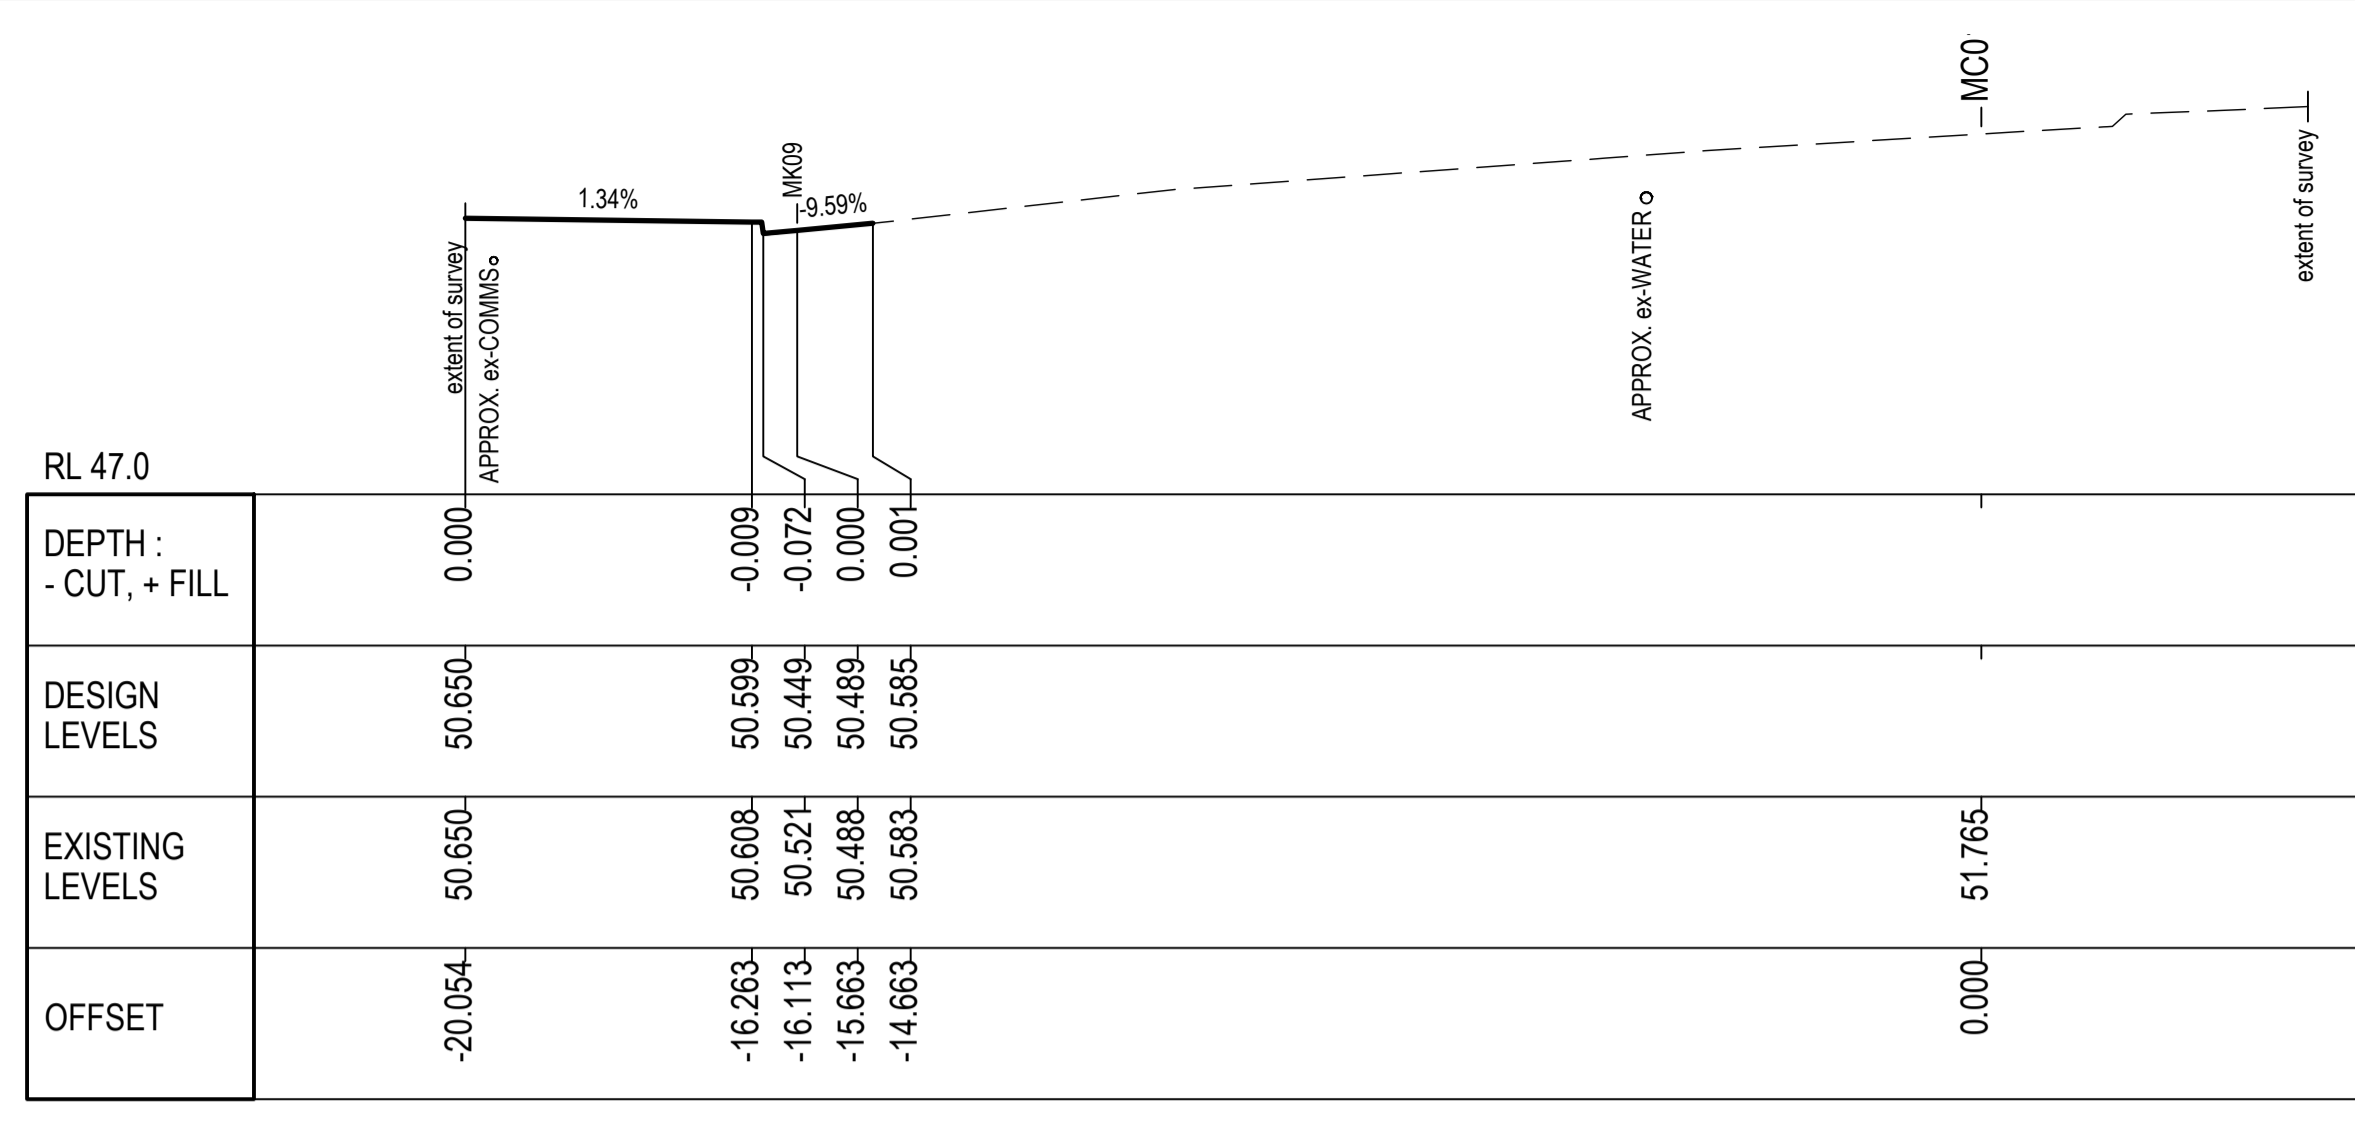 MC0
1.34%
MK09
-9.59%
extent of survey
APPROX. ex-COMMS
APPROX. ex-WATER
extent of survey
RL 47.0
DEPTH :
- CUT, + FILL
0.000
-0.009
-0.072
0.000
0.001
DESIGN
LEVELS
50.650
50.599
50.449
50.489
50.585
EXISTING
LEVELS
50.650
50.608
50.521
50.488
50.583
51.765
OFFSET
-20.054
-16.263
-16.113
-15.663
-14.663
0.000